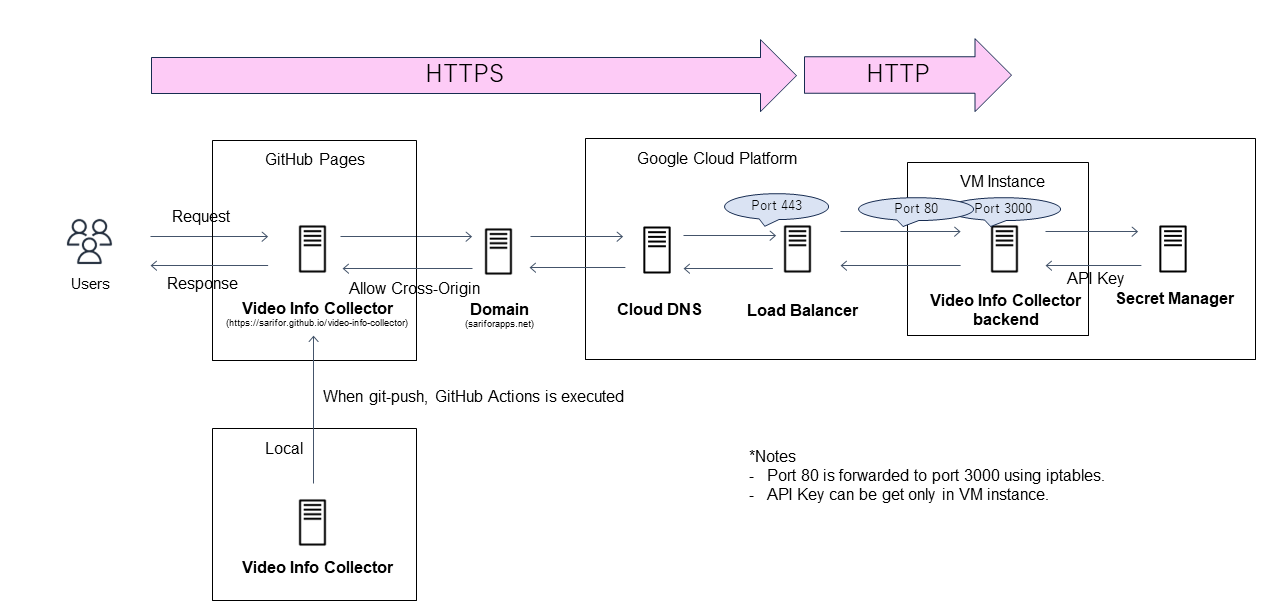 HTTPS
HTTP
GitHub Pages
Google Cloud Platform
VM Instance
Port 443
Port 80
Port 3000
Request
Response
Allow Cross-Origin
API Key
Users
Video Info Collector
(https://sarifor.github.io/video-info-collector)
Domain
(sariforapps.net)
Cloud DNS
Load Balancer
Video Info Collector
backend
Secret Manager
When git-push, GitHub Actions is executed
Local
Video Info Collector
*Notes
- Port 80 is forwarded to port 3000 using iptables.
- API Key can be get only in VM instance.